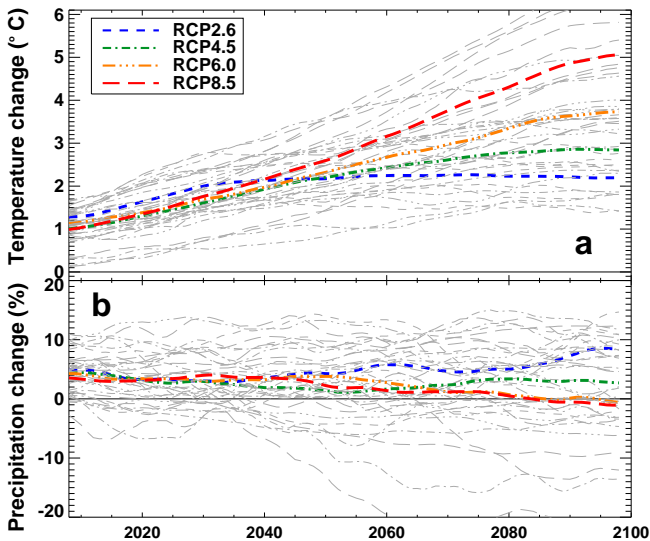 Temperature change (° C)
6
5
4
3
2
1
0
RCP2.6
RCP4.5
RCP6.0
RCP8.5
a
Precipitation change (%)
20
10
0
-10
-20
b
2020 2040 2060 2080 2100